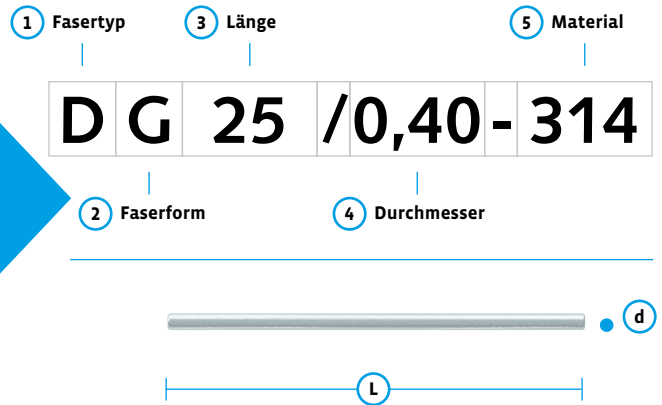 1 Fasertyp 3 Länge 5 Material
D G 25 /0,40-314
2 Faserform 4 Durchmesser
d
L